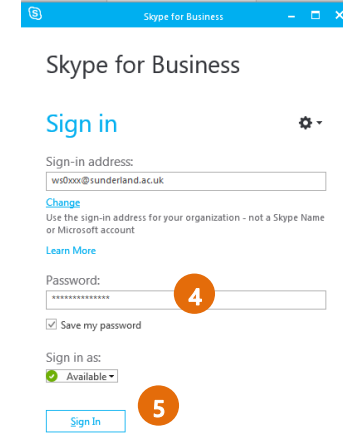 Skype for Business
Skype for Business
Sign in
Sign-in address:
ws0xxx@sunderland.ac.uk
Change
Use the sign-in address for your organization - not a Skype Name
or Microsoft account
Learn More
Password:
**************
4
Save my password
Sign in as:
Available
5
Sign In